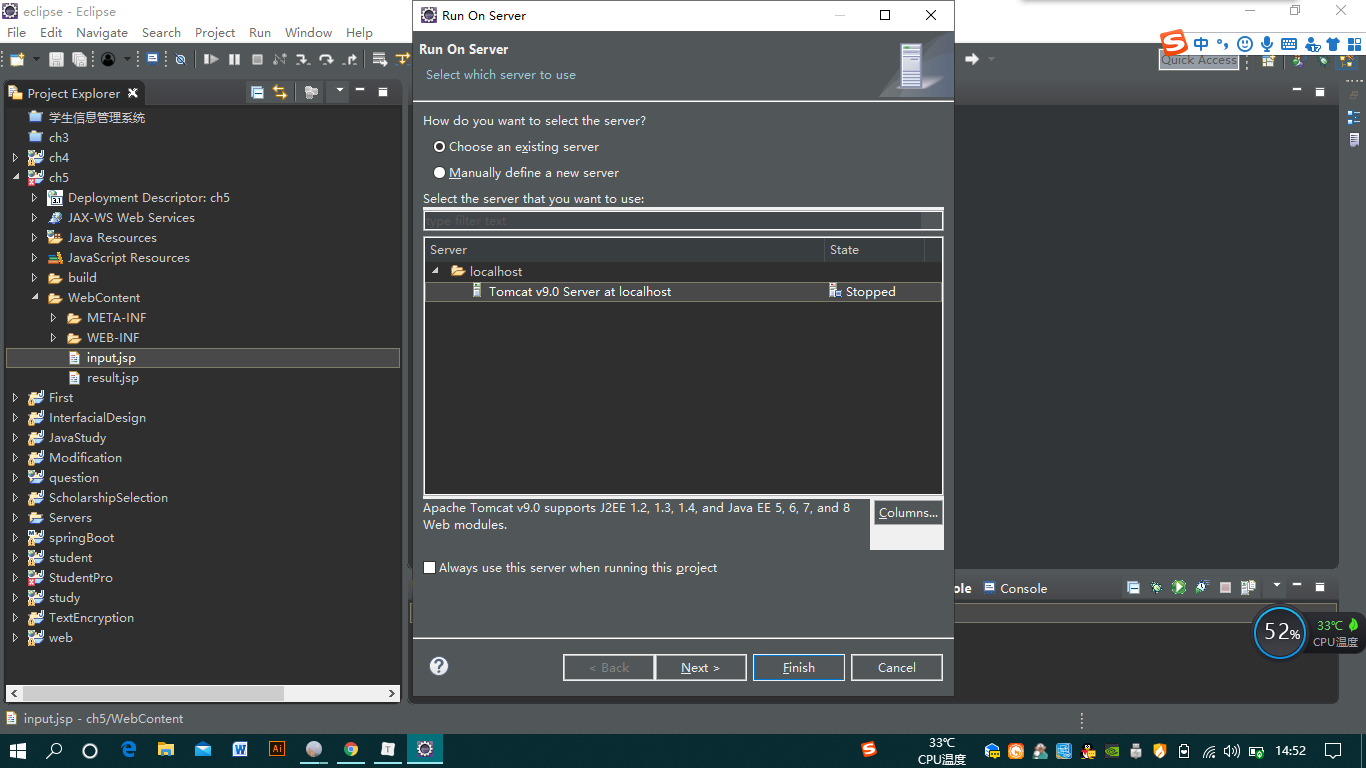 eclipse - Eclipse
File Edit Navigate Search Project Run Window Help
Quick Access
中
Project Explorer
学生信息管理系统
ch3
ch4
ch5
Deployment Descriptor: ch5
JAX-WS Web Services
Java Resources
JavaScript Resources
build
WebContent
META-INF
WEB-INF
input.jsp
result.jsp
First
InterfacialDesign
JavaStudy
Modification
question
ScholarshipSelection
Servers
springBoot
student
StudentPro
study
TextEncryption
web
Run On Server
Run On Server
Select which server to use
How do you want to select the server?
Choose an existing server
Manually define a new server
Select the server that you want to use:
type filter text
Server State
localhost
Tomcat v9.0 Server at localhost Stopped
Apache Tomcat v9.0 supports J2EE 1.2, 1.3, 1.4, and Java EE 5, 6, 7, and 8
Web modules.
Columns...
Always use this server when running this project
< Back Next > Finish Cancel
Console
52%
33℃
CPU温度
input.jsp - ch5/WebContent
33℃
CPU温度
14:52